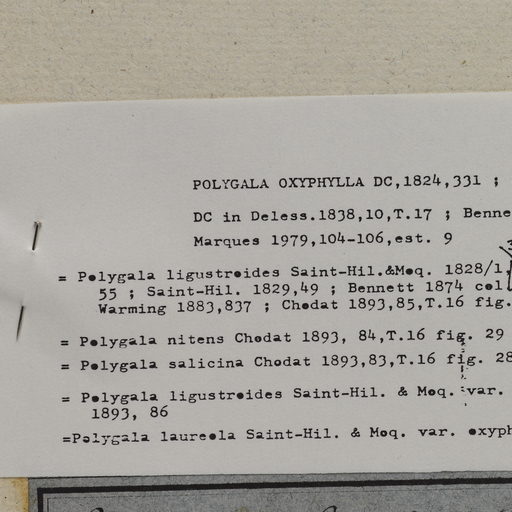 POLYGALA OXYPHYLLA DC,1824,331 ;
DC in Deless.1838,10,T.17 ; Benne
Marques 1979,104-106,est. 9
= Polygala ligustroides Saint-Hil.&Moq. 1828/1,
55 ; Saint-Hil. 1829,49 ; Bennett 1874 col
Warming 1883,837 ; Chodat 1893,85,T.16 fig.
= Polygala nitens Chodat 1893, 84,T.16 fig. 29
= Polygala salicina Chodat 1893,83,T.16 fig. 28
= Polygala ligustroides Saint-Hil. & Moq. var.
1893, 86
=Polygala laureola Saint-Hil. & Moq. var. oxyph